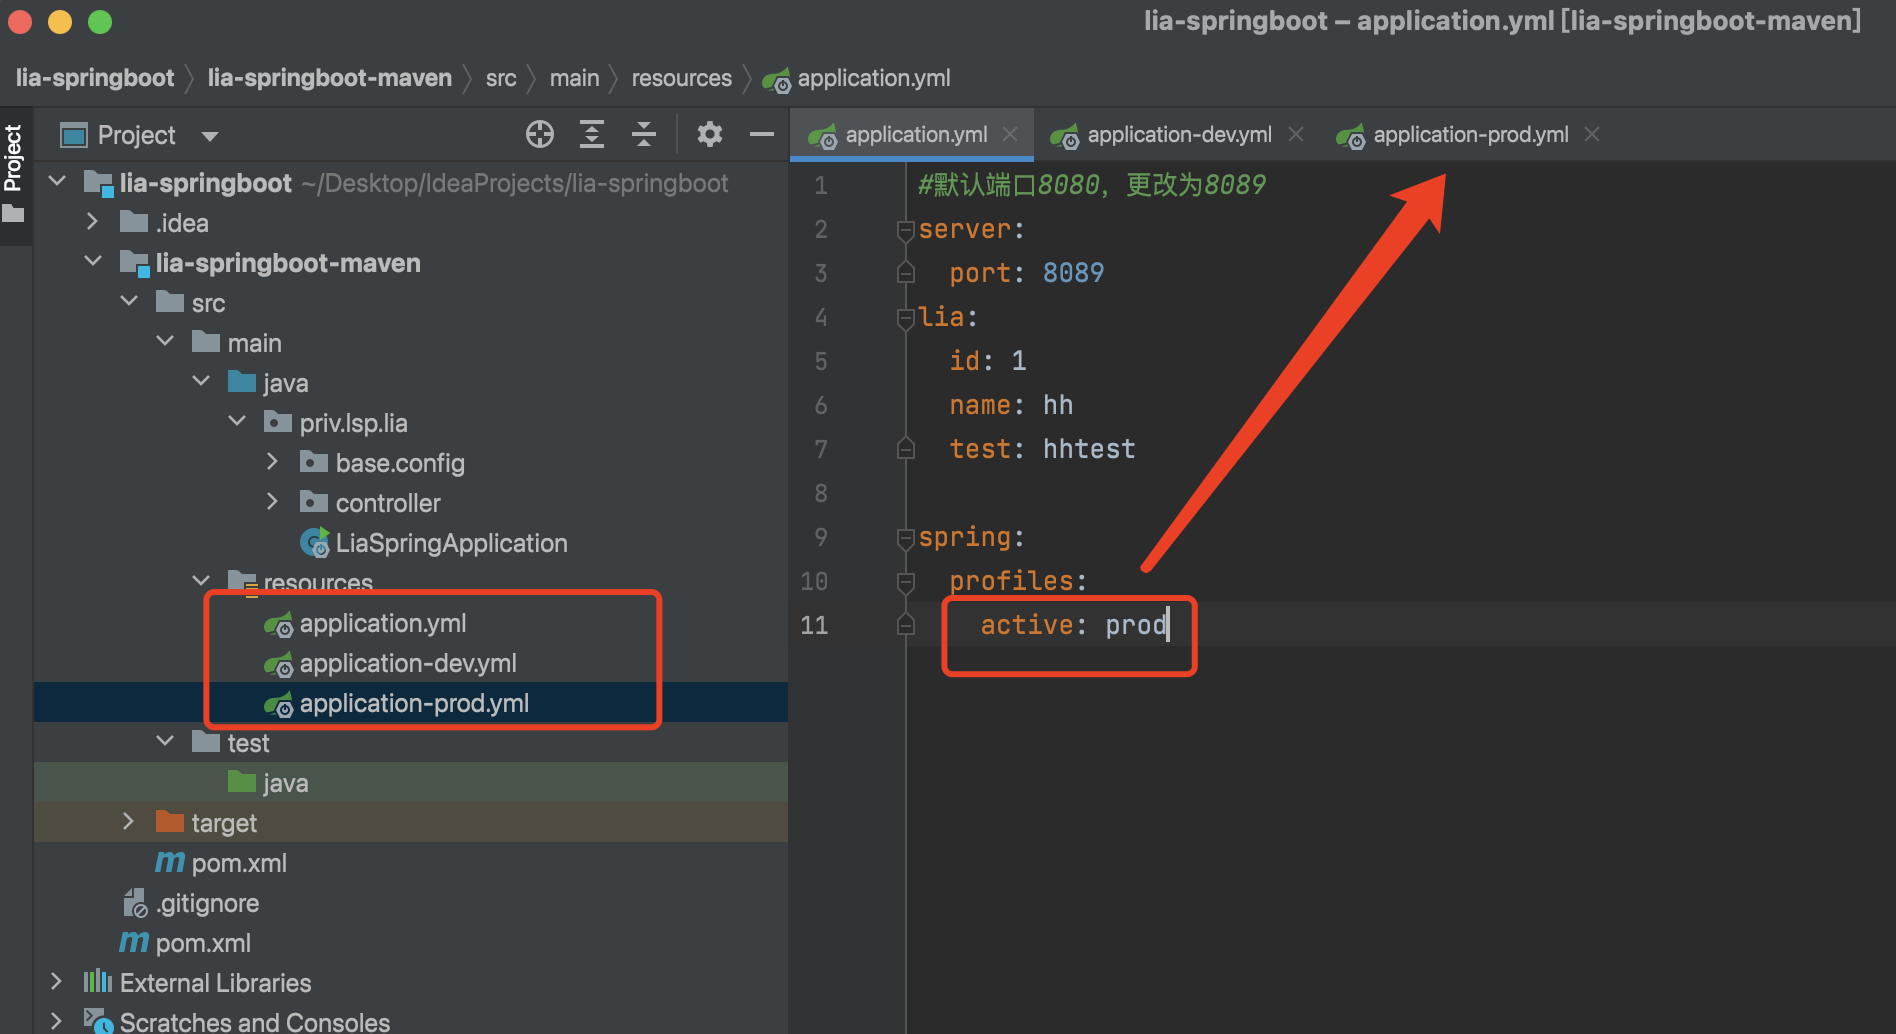 lia-springboot – application.yml [lia-springboot-maven]
lia-springboot lia-springboot-maven src main resources application.yml
Project
Project
lia-springboot ~/Desktop/IdeaProjects/lia-springboot
.idea
lia-springboot-maven
src
main
java
priv.lsp.lia
base.config
controller
LiaSpringApplication
resources
application.yml
application-dev.yml
application-prod.yml
test
java
target
pom.xml
.gitignore
pom.xml
External Libraries
Scratches and Consoles
application.yml application-dev.yml application-prod.yml
1 #默认端口8080，更改为8089
2 server:
3 port: 8089
4 lia:
5 id: 1
6 name: hh
7 test: hhtest
8
9 spring:
10 profiles:
11 active: prod